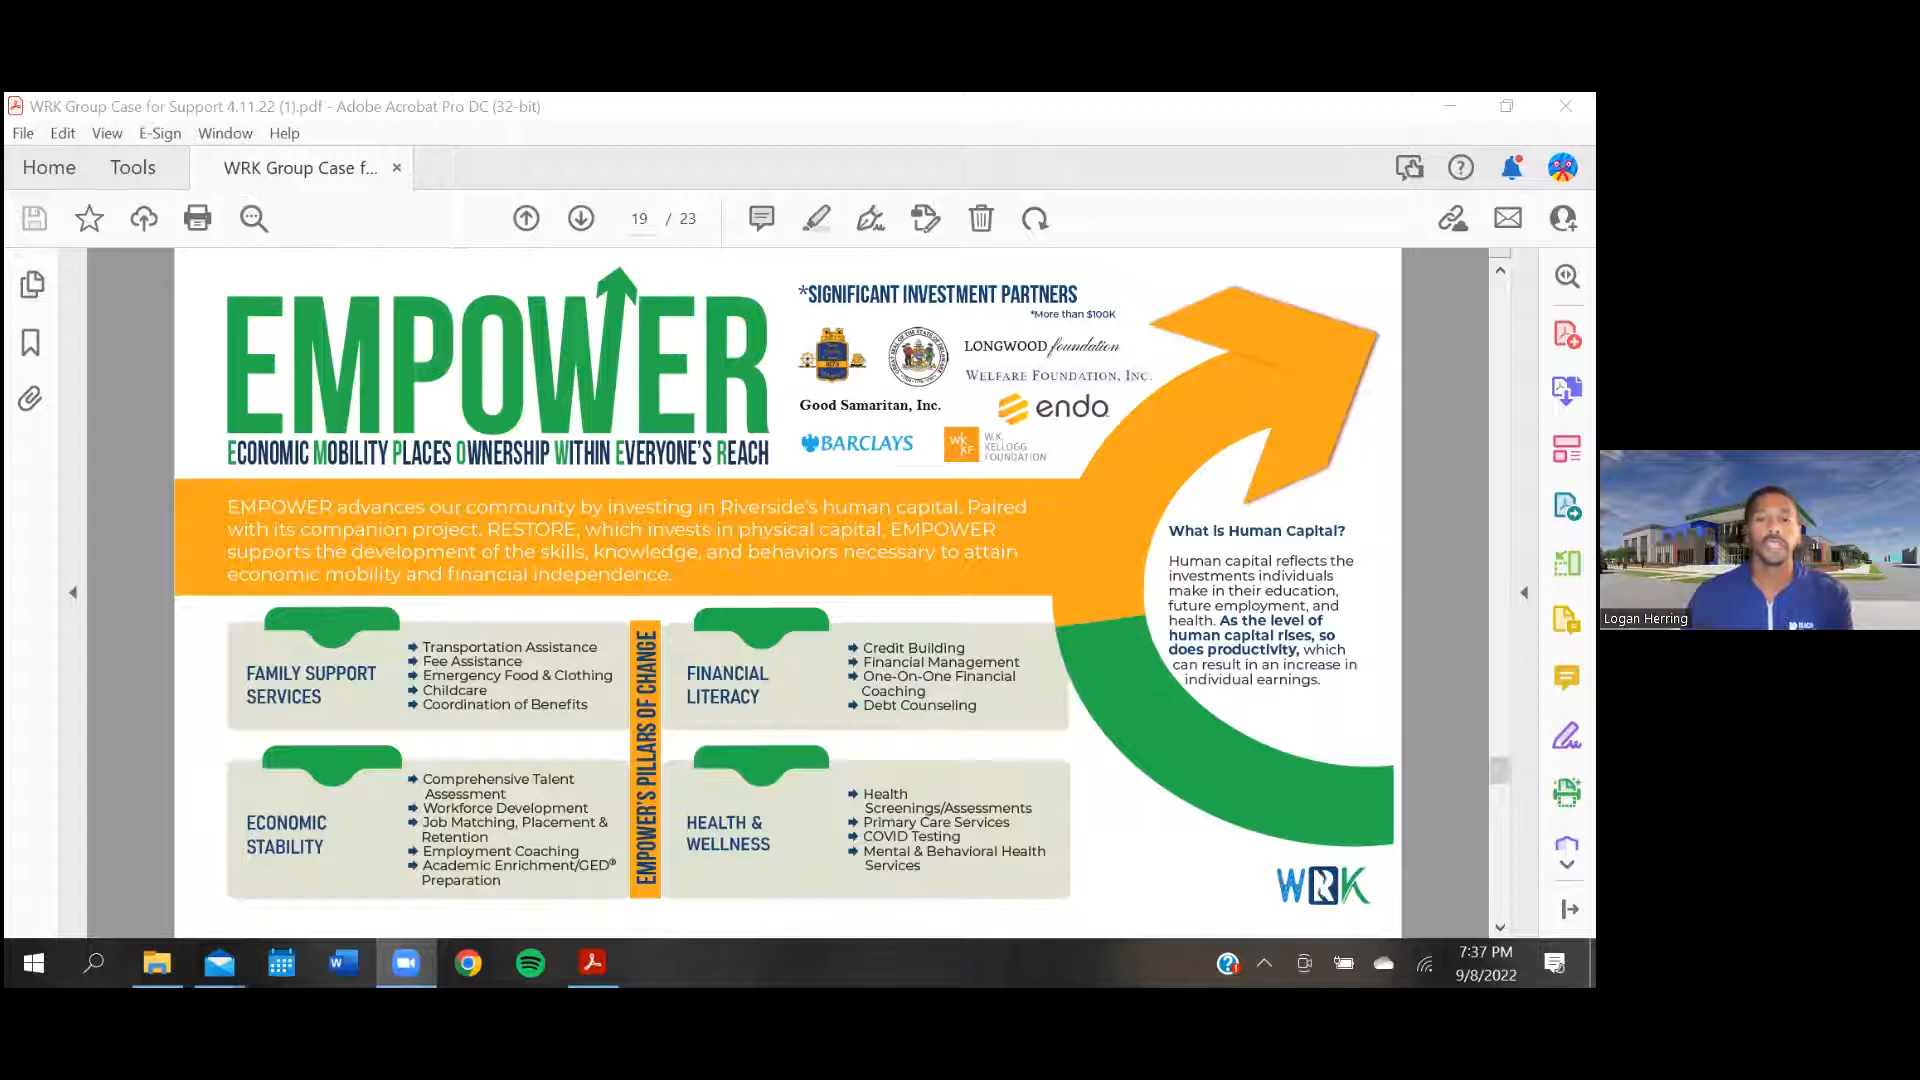 WRK Group Case for Support 4.11.22 (1).pdf - Adobe Acrobat Pro DC (32-bit)
File Edit View E-Sign Window Help
Home Tools WRK Group Case f... ×
19 / 23
EMPOWER
ECONOMIC MOBILITY PLACES OWNERSHIP WITHIN EVERYONE'S REACH
*SIGNIFICANT INVESTMENT PARTNERS
*More than $100K
LONGWOOD foundation
WELFARE FOUNDATION, INC.
Good Samaritan, Inc.
endo
BARCLAYS
WK
KF
W.K.
KELLOGG
FOUNDATION
EMPOWER advances our community by investing in Riverside's human capital. Paired
with its companion project, RESTORE, which invests in physical capital, EMPOWER
supports the development of the skills, knowledge, and behaviors necessary to attain
economic mobility and financial independence.
What is Human Capital?
Human capital reflects the
investments individuals
make in their education,
future employment, and
health. As the level of
human capital rises, so
does productivity, which
can result in an increase in
individual earnings.
FAMILY SUPPORT
SERVICES
Transportation Assistance
Fee Assistance
Emergency Food & Clothing
Childcare
Coordination of Benefits
EMPOWER'S PILLARS OF CHANGE
FINANCIAL
LITERACY
Credit Building
Financial Management
One-On-One Financial
Coaching
Debt Counseling
ECONOMIC
STABILITY
Comprehensive Talent
Assessment
Workforce Development
Job Matching, Placement &
Retention
Employment Coaching
Academic Enrichment/GED®
Preparation
HEALTH &
WELLNESS
Health
Screenings/Assessments
Primary Care Services
COVID Testing
Mental & Behavioral Health
Services
WRK
Logan Herring
REACH
7:37 PM
9/8/2022